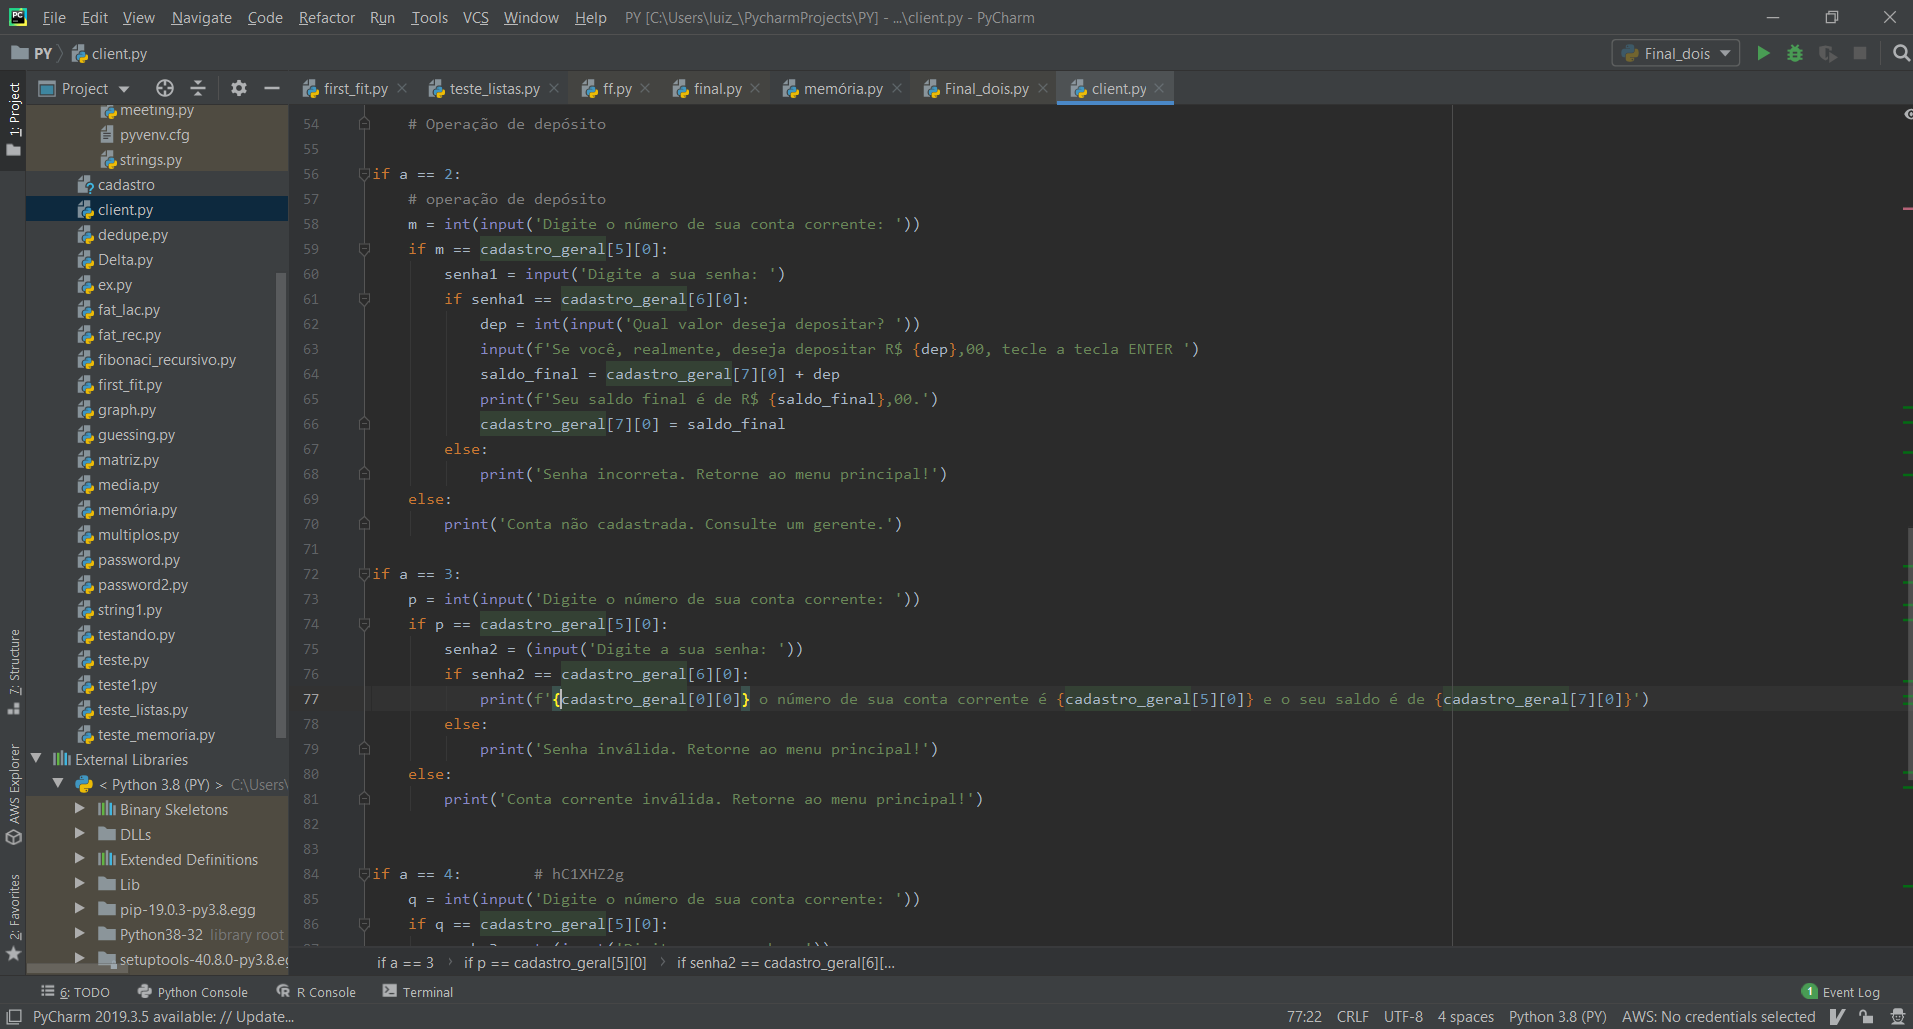 File Edit View Navigate Code Refactor Run Tools VCS Window Help PY [C:\Users\luiz_\PycharmProjects\PY] - ...\client.py - PyCharm
PY client.py Final_dois
1: Project
7: Structure
AWS Explorer
2: Favorites
Project
meeting.py
pyvenv.cfg
strings.py
cadastro
client.py
dedupe.py
Delta.py
ex.py
fat_lac.py
fat_rec.py
fibonaci_recursivo.py
first_fit.py
graph.py
guessing.py
matriz.py
media.py
memória.py
multiplos.py
password.py
password2.py
string1.py
testando.py
teste.py
teste1.py
teste_listas.py
teste_memoria.py
External Libraries
< Python 3.8 (PY) > C:\Users\
Binary Skeletons
DLLs
Extended Definitions
Lib
pip-19.0.3-py3.8.egg
Python38-32 library root
setuptools-40.8.0-py3.8.eg
first_fit.py teste_listas.py ff.py final.py memória.py Final_dois.py client.py
54 # Operação de depósito
55
56 if a == 2:
57 # operação de depósito
58 m = int(input('Digite o número de sua conta corrente: '))
59 if m == cadastro_geral[5][0]:
60 senha1 = input('Digite a sua senha: ')
61 if senha1 == cadastro_geral[6][0]:
62 dep = int(input('Qual valor deseja depositar? '))
63 input(f'Se você, realmente, deseja depositar R$ {dep},00, tecle a tecla ENTER ')
64 saldo_final = cadastro_geral[7][0] + dep
65 print(f'Seu saldo final é de R$ {saldo_final},00.')
66 cadastro_geral[7][0] = saldo_final
67 else:
68 print('Senha incorreta. Retorne ao menu principal!')
69 else:
70 print('Conta não cadastrada. Consulte um gerente.')
71
72 if a == 3:
73 p = int(input('Digite o número de sua conta corrente: '))
74 if p == cadastro_geral[5][0]:
75 senha2 = (input('Digite a sua senha: '))
76 if senha2 == cadastro_geral[6][0]:
77 print(f'{cadastro_geral[0][0]} o número de sua conta corrente é {cadastro_geral[5][0]} e o seu saldo é de {cadastro_geral[7][0]}')
78 else:
79 print('Senha inválida. Retorne ao menu principal!')
80 else:
81 print('Conta corrente inválida. Retorne ao menu principal!')
82
83
84 if a == 4: # hC1XHZ2g
85 q = int(input('Digite o número de sua conta corrente: '))
86 if q == cadastro_geral[5][0]:
if a == 3 › if p == cadastro_geral[5][0] › if senha2 == cadastro_geral[6][...
6: TODO Python Console R Console Terminal 1 Event Log
PyCharm 2019.3.5 available: // Update... 77:22 CRLF UTF-8 4 spaces Python 3.8 (PY) AWS: No credentials selected